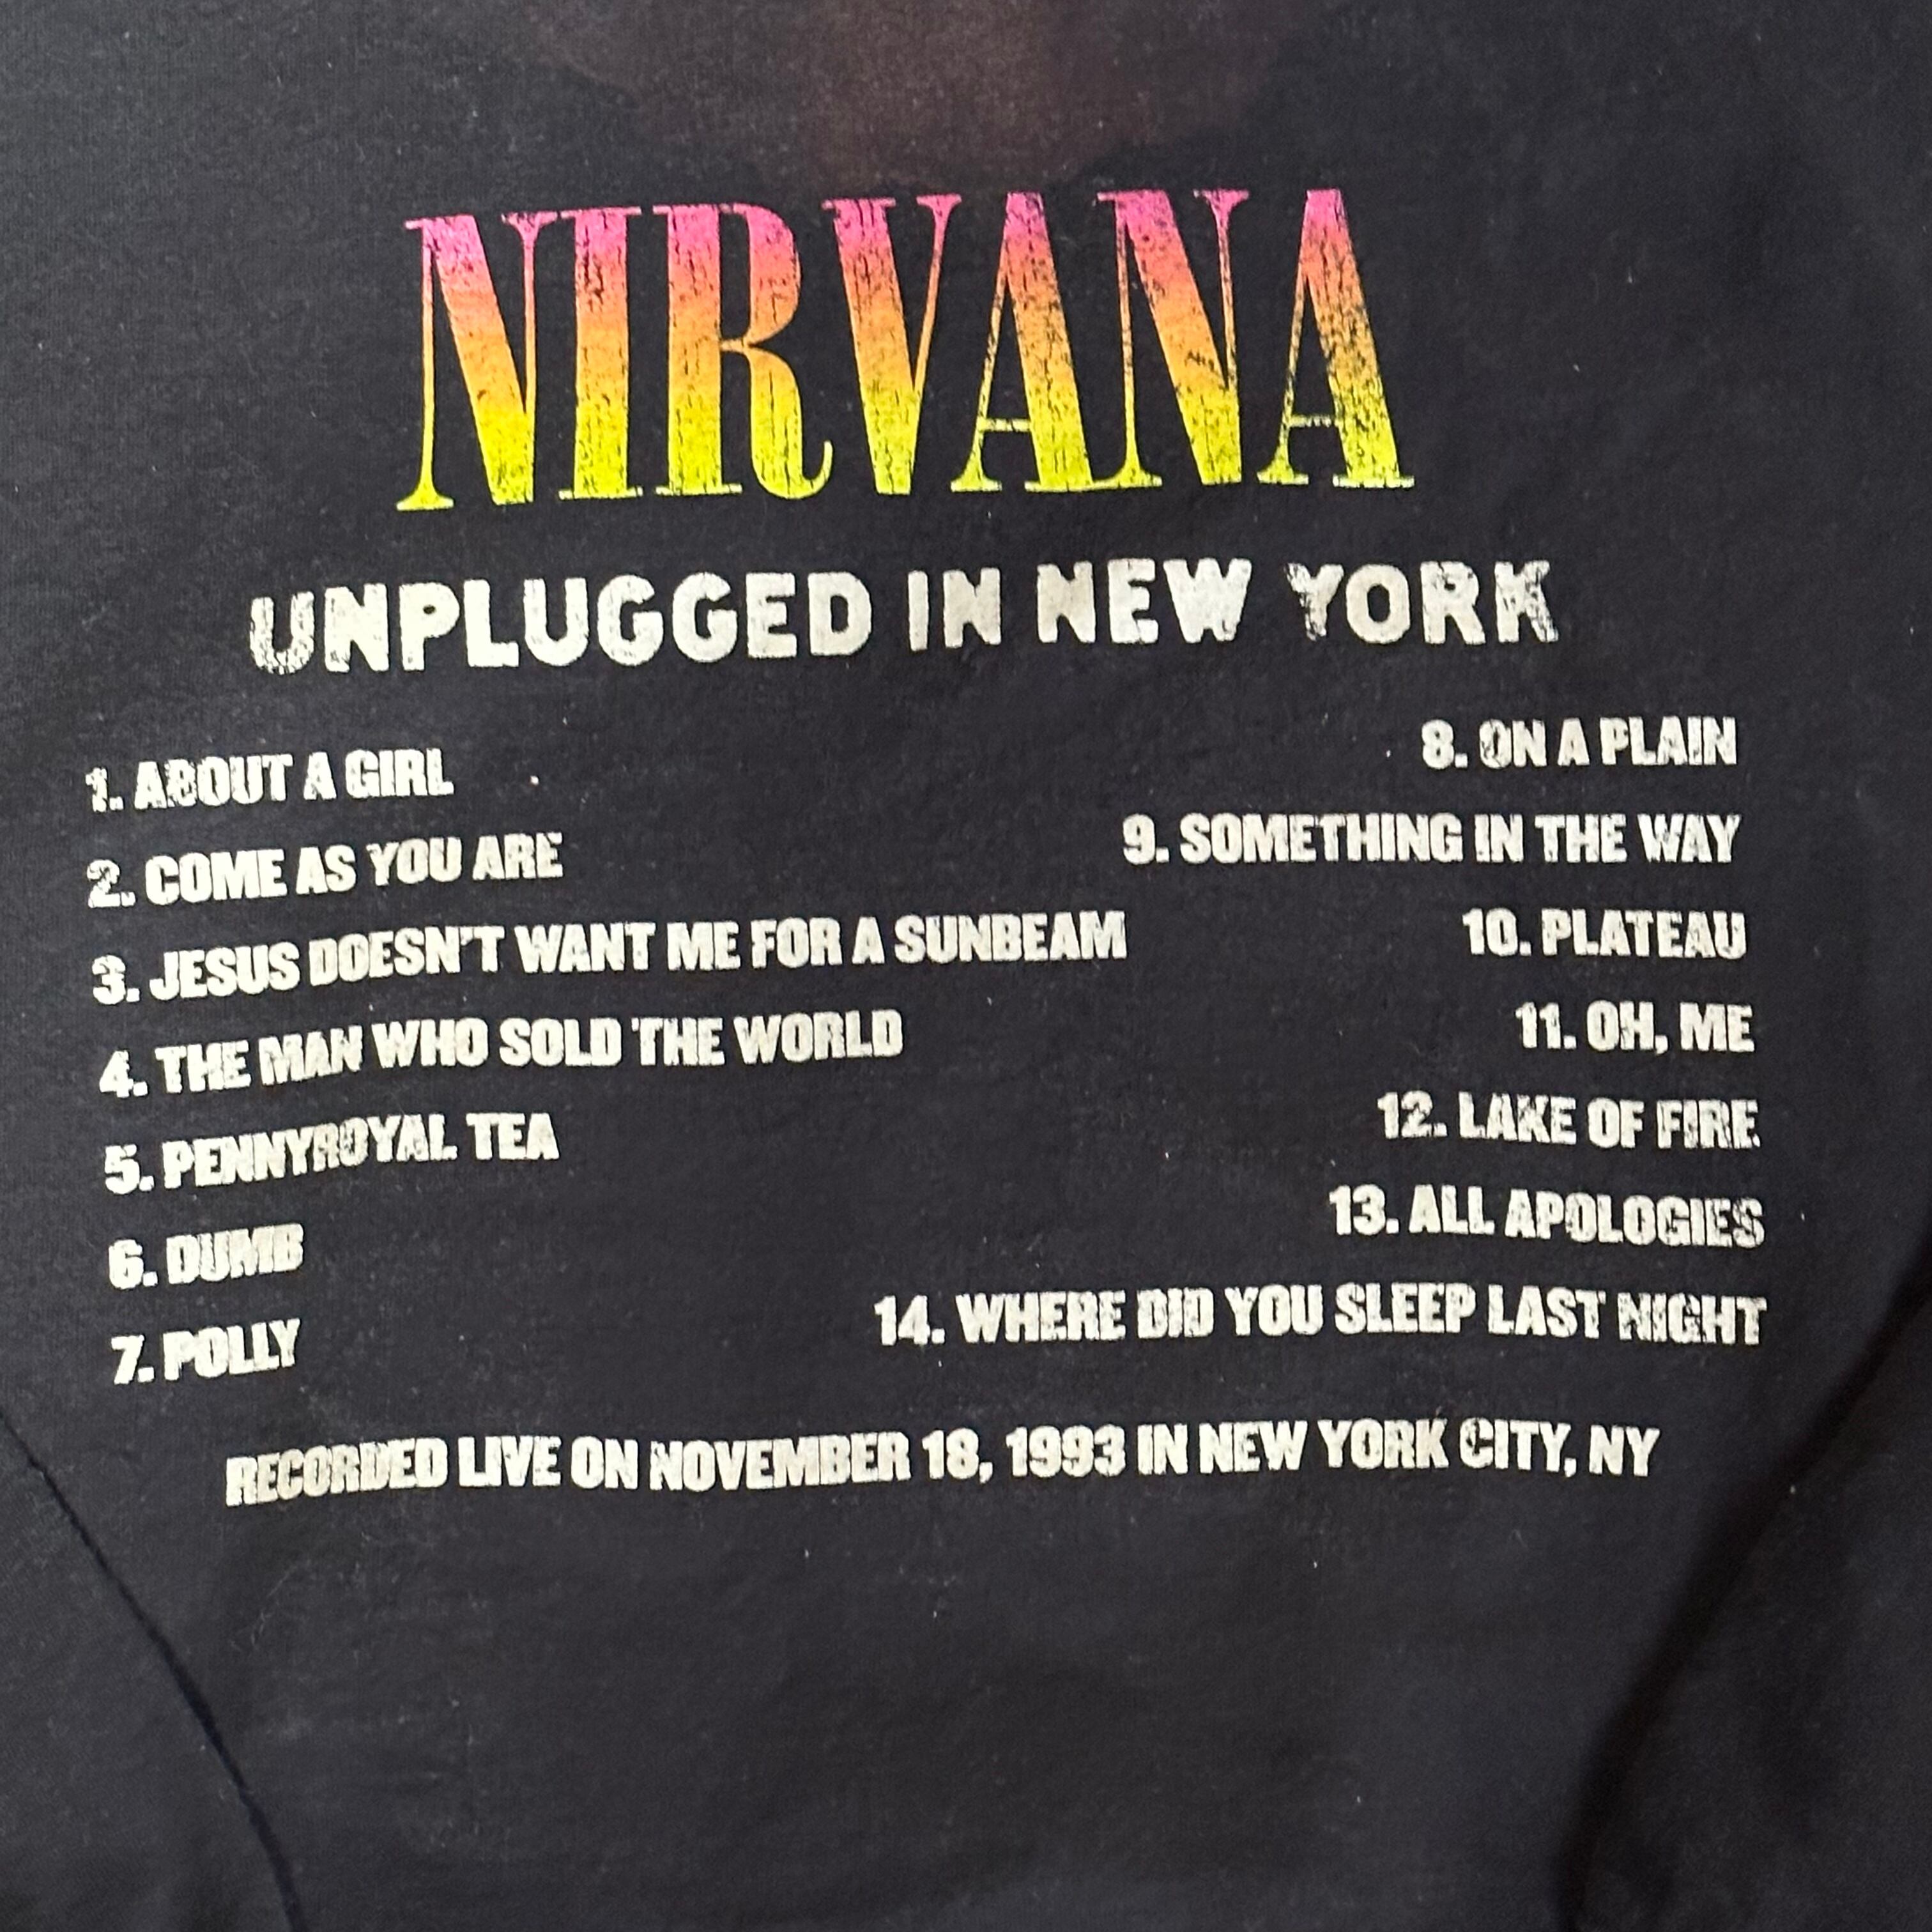 NIRVANA
UNPLUGGED IN NEW YORK
1. ABOUT A GIRL
2. COME AS YOU ARE
3. JESUS DOESN'T WANT ME FOR A SUNBEAM
4. THE MAN WHO SOLD THE WORLD
5. PENNYROYAL TEA
6. DUMB
7. POLLY
8. ON A PLAIN
9. SOMETHING IN THE WAY
10. PLATEAU
11. OH, ME
12. LAKE OF FIRE
13. ALL APOLOGIES
14. WHERE DID YOU SLEEP LAST NIGHT
RECORDED LIVE ON NOVEMBER 18, 1993 IN NEW YORK CITY, NY